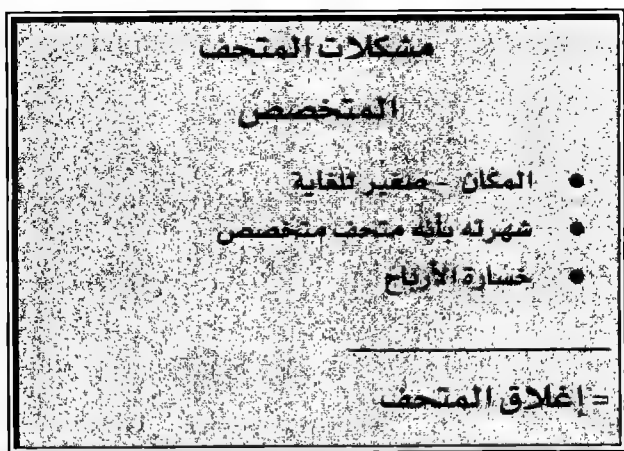 مشكلات المتحف
المتخصص
• المكان - صغير للغاية
• شهرته بأنه متحف متخصص
• خسارة الأرباح
= إغلاق المتحف